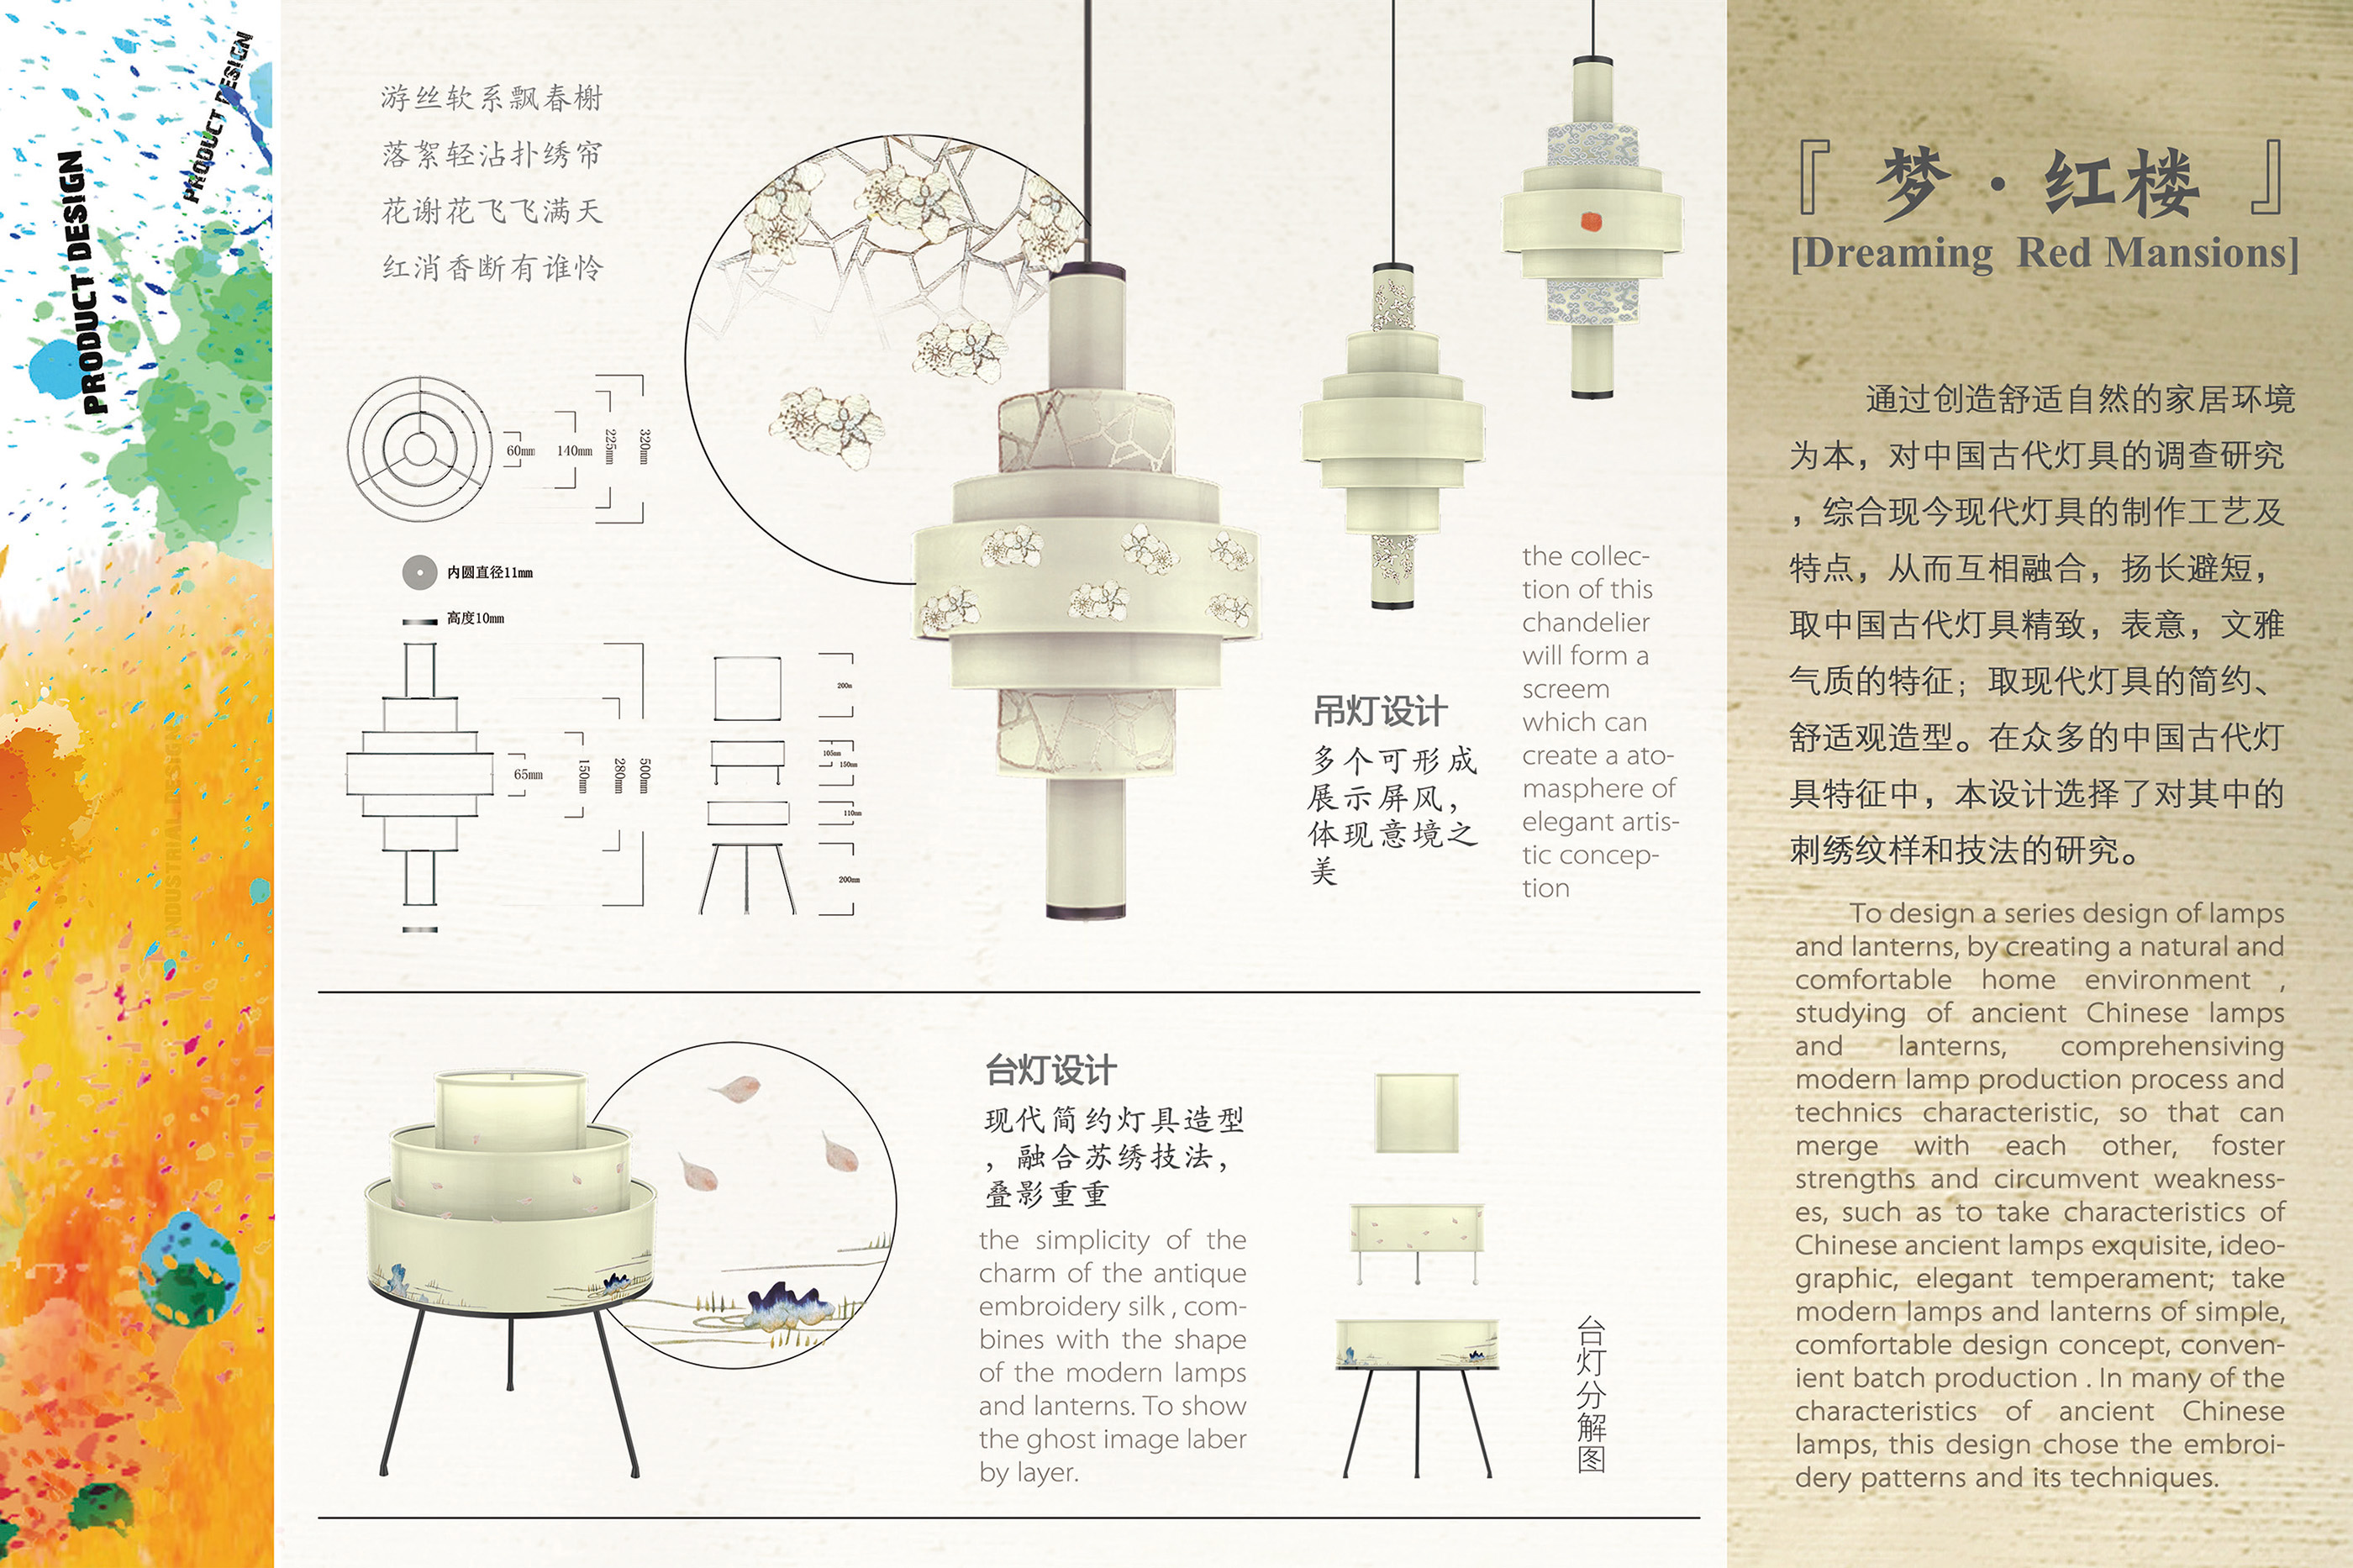 PRODUCT DESIGN
PRODUCT DESIGN
INDUSTRIAL DESIGN
游丝软系飘春榭
落絮轻沾扑绣帘
花谢花飞飞满天
红消香断有谁怜
60mm
140mm
225mm
320mm
内圆直径11mm
高度10mm
65mm
150mm
280mm
500mm
200m
105mm
150mm
110mm
200mm
吊灯设计
多个可形成
展示屏风，
体现意境之
美
the collec-
tion of this
chandelier
will form a
screem
which can
create a ato-
masphere of
elegant artis-
tic concep-
tion
台灯设计
现代简约灯具造型
，融合苏绣技法，
叠影重重
the simplicity of the
charm of the antique
embroidery silk , com-
bines with the shape
of the modern lamps
and lanterns. To show
the ghost image laber
by layer.
台灯分解图
『 梦·红楼 』
[Dreaming Red Mansions]
通过创造舒适自然的家居环境
为本，对中国古代灯具的调查研究
，综合现今现代灯具的制作工艺及
特点，从而互相融合，扬长避短，
取中国古代灯具精致，表意，文雅
气质的特征；取现代灯具的简约、
舒适观造型。在众多的中国古代灯
具特征中，本设计选择了对其中的
刺绣纹样和技法的研究。
To design a series design of lamps
and lanterns, by creating a natural and
comfortable home environment ,
studying of ancient Chinese lamps
and lanterns, comprehensiving
modern lamp production process and
technics characteristic, so that can
merge with each other, foster
strengths and circumvent weakness-
es, such as to take characteristics of
Chinese ancient lamps exquisite, ideo-
graphic, elegant temperament; take
modern lamps and lanterns of simple,
comfortable design concept, conven-
ient batch production . In many of the
characteristics of ancient Chinese
lamps, this design chose the embroi-
dery patterns and its techniques.